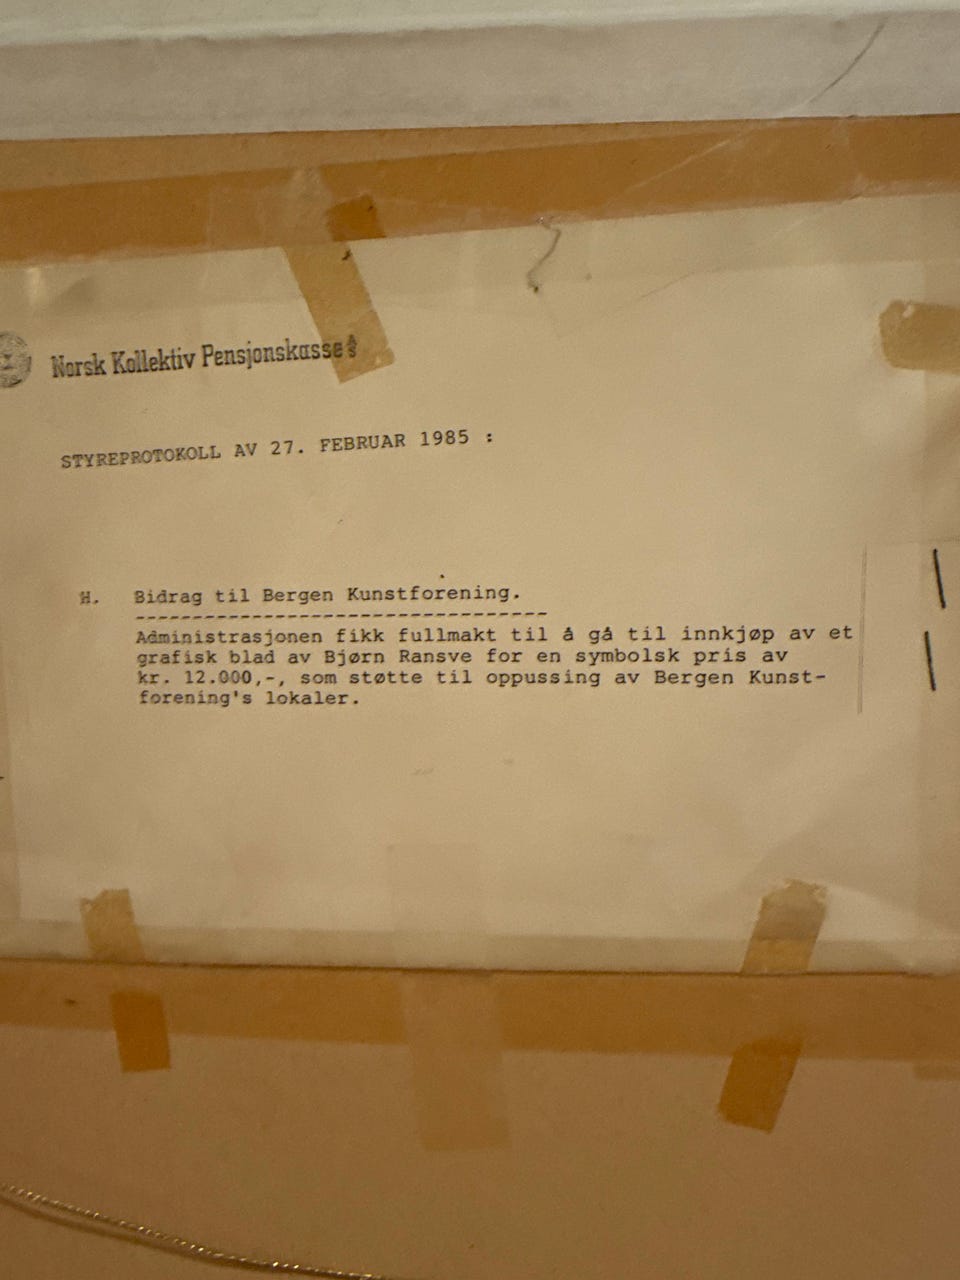 Norsk Kollektiv Pensjonskasse
STYREPROTOKOLL AV 27. FEBRUAR 1985 :
H. Bidrag til Bergen Kunstforening.
Administrasjonen fikk fullmakt til å gå til innkjøp av et
grafisk blad av Bjørn Ransve for en symbolsk pris av
kr. 12.000,-, som støtte til oppussing av Bergen Kunst-
forening's lokaler.